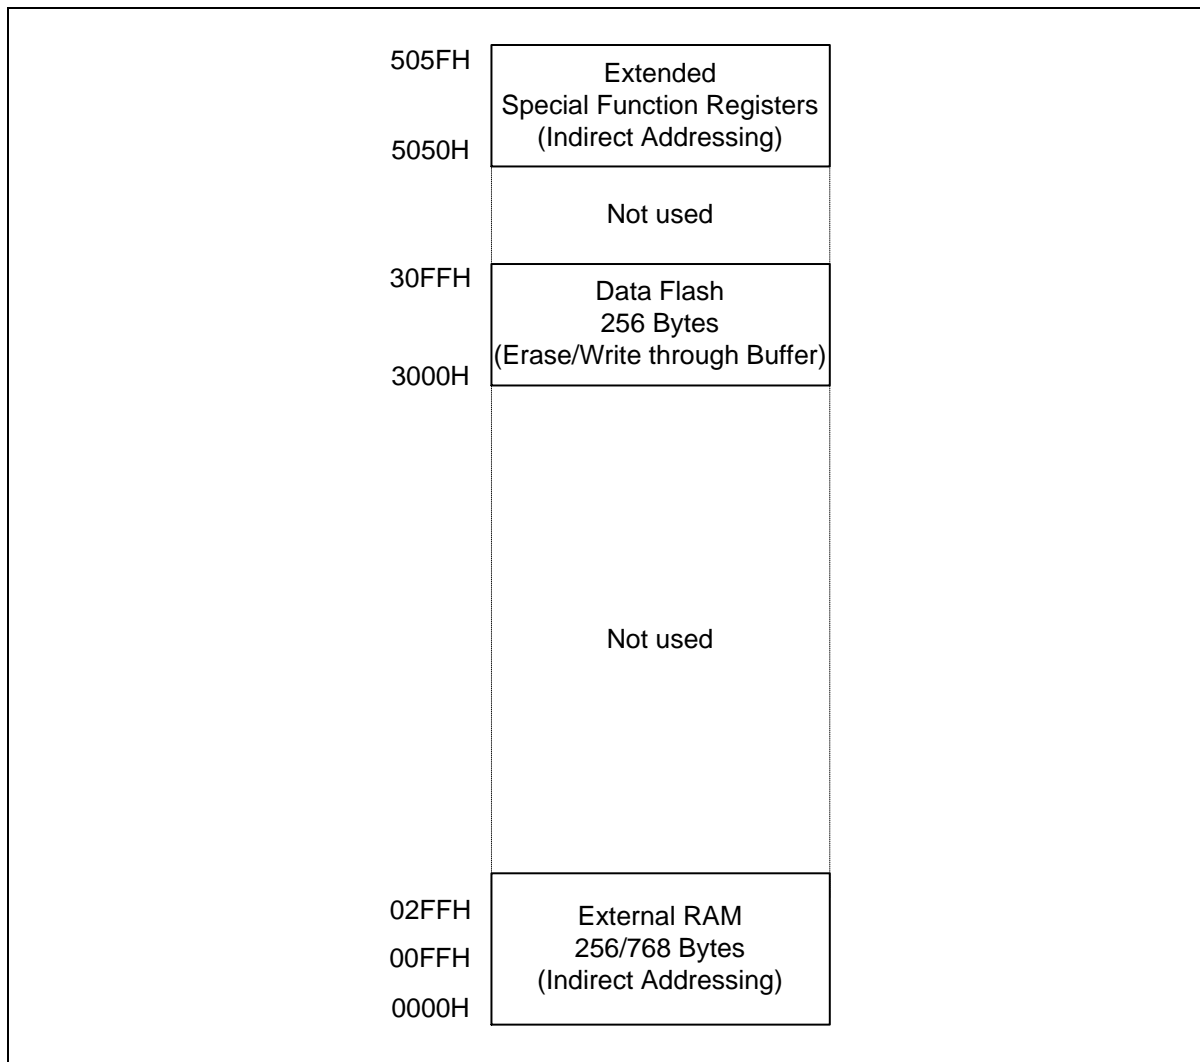 505FH
Extended
Special Function Registers
(Indirect Addressing)
5050H
Not used
30FFH
Data Flash
256 Bytes
(Erase/Write through Buffer)
3000H
Not used
02FFH
External RAM
256/768 Bytes
00FFH
(Indirect Addressing)
0000H